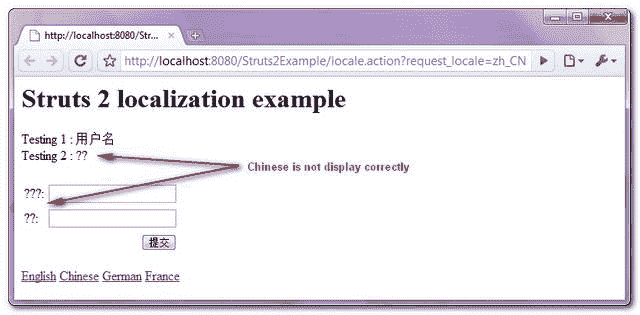 http://localhost:8080/Str...
http://localhost:8080/Struts2Example/locale.action?request_locale=zh_CN
Struts 2 localization example
Testing 1 : 用户名
Testing 2 : ??
Chinese is not display correctly
???:
??:
提交
English Chinese German France